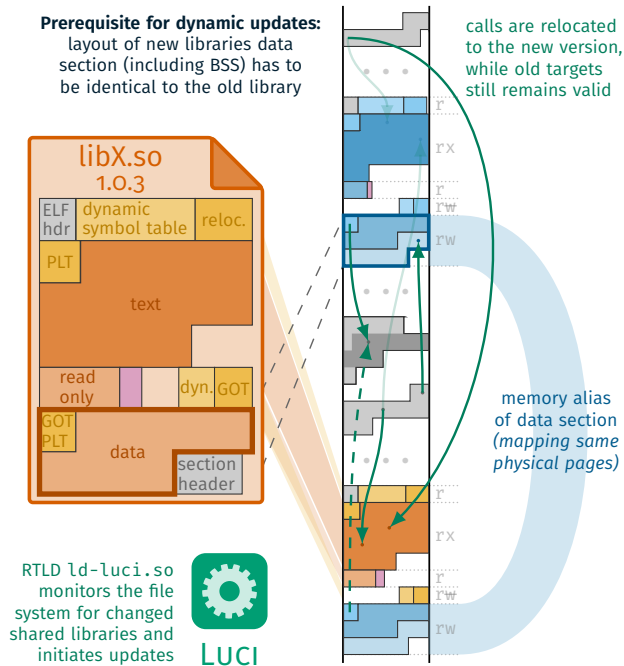 Prerequisite for dynamic updates:
layout of new libraries data
section (including BSS) has to
be identical to the old library
calls are relocated
to the new version,
while old targets
still remains valid
libX.so
1.0.3
ELF
hdr
dynamic
symbol table
reloc.
PLT
text
read
only
dyn.
GOT
GOT
PLT
data
section
header
r
rx
r
rw
rw
memory alias
of data section
(mapping same
physical pages)
r
rx
r
rw
rw
RTLD ld-luci.so
monitors the file
system for changed
shared libraries and
initiates updates
Luci